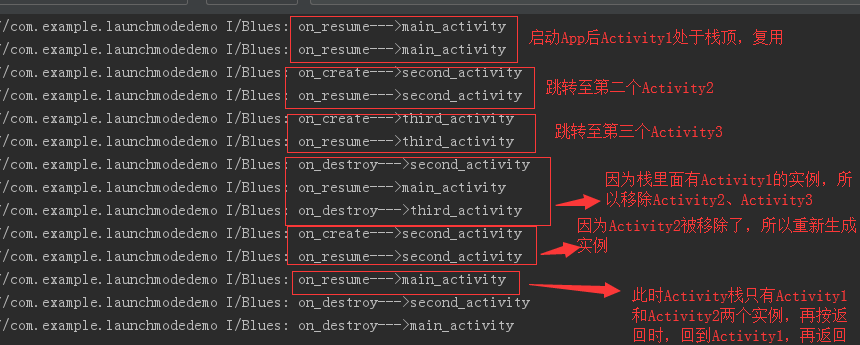 /com.example.launchmodedemo I/Blues: on_resume--->main_activity
/com.example.launchmodedemo I/Blues: on_resume--->main_activity
启动App后Activity1处于栈顶，复用
/com.example.launchmodedemo I/Blues: on_create--->second_activity
/com.example.launchmodedemo I/Blues: on_resume--->second_activity
跳转至第二个Activity2
/com.example.launchmodedemo I/Blues: on_create--->third_activity
/com.example.launchmodedemo I/Blues: on_resume--->third_activity
跳转至第三个Activity3
/com.example.launchmodedemo I/Blues: on_destroy--->second_activity
/com.example.launchmodedemo I/Blues: on_resume--->main_activity
/com.example.launchmodedemo I/Blues: on_destroy--->third_activity
因为栈里面有Activity1的实例，所
以移除Activity2、Activity3
/com.example.launchmodedemo I/Blues: on_create--->second_activity
/com.example.launchmodedemo I/Blues: on_resume--->second_activity
因为Activity2被移除了，所以重新生成
实例
/com.example.launchmodedemo I/Blues: on_resume--->main_activity
/com.example.launchmodedemo I/Blues: on_destroy--->second_activity
/com.example.launchmodedemo I/Blues: on_destroy--->main_activity
此时Activity栈只有Activity1
和Activity2两个实例，再按返
回时，回到Activity1，再返回